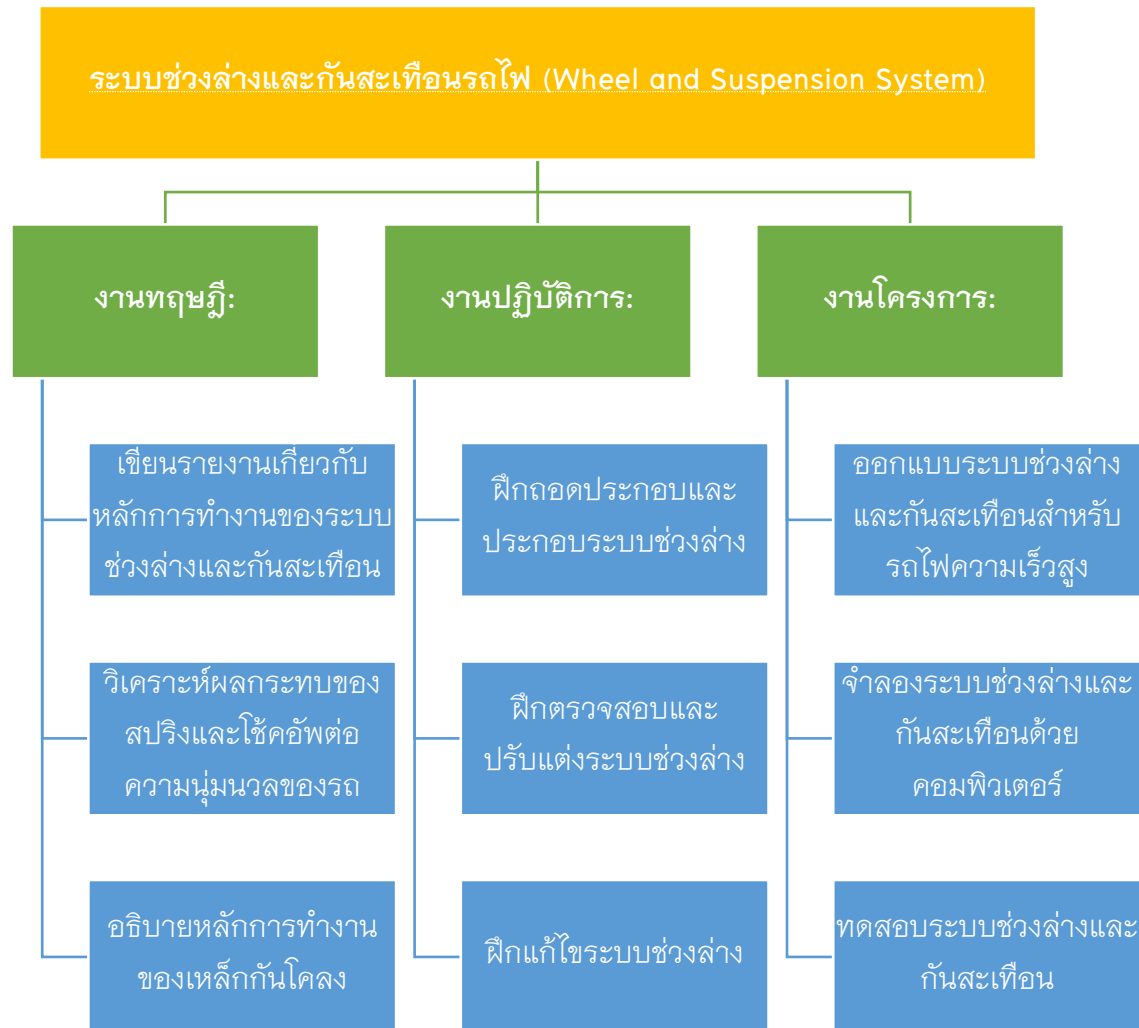 ระบบช่วงล่างและกันสะเทือนรถไฟ (Wheel and Suspension System)
งานทฤษฎี:
เขียนรายงานเกี่ยวกับ
หลักการทำงานของระบบ
ช่วงล่างและกันสะเทือน
วิเคราะห์ผลกระทบของ
สปริงและโช้คอัพต่อ
ความนุ่มนวลของรถ
อธิบายหลักการทำงาน
ของเหล็กกันโคลง
งานปฏิบัติการ:
ฝึกถอดประกอบและ
ประกอบระบบช่วงล่าง
ฝึกตรวจสอบและ
ปรับแต่งระบบช่วงล่าง
ฝึกแก้ไขระบบช่วงล่าง
งานโครงการ:
ออกแบบระบบช่วงล่าง
และกันสะเทือนสำหรับ
รถไฟความเร็วสูง
จำลองระบบช่วงล่างและ
กันสะเทือนด้วย
คอมพิวเตอร์
ทดสอบระบบช่วงล่างและ
กันสะเทือน